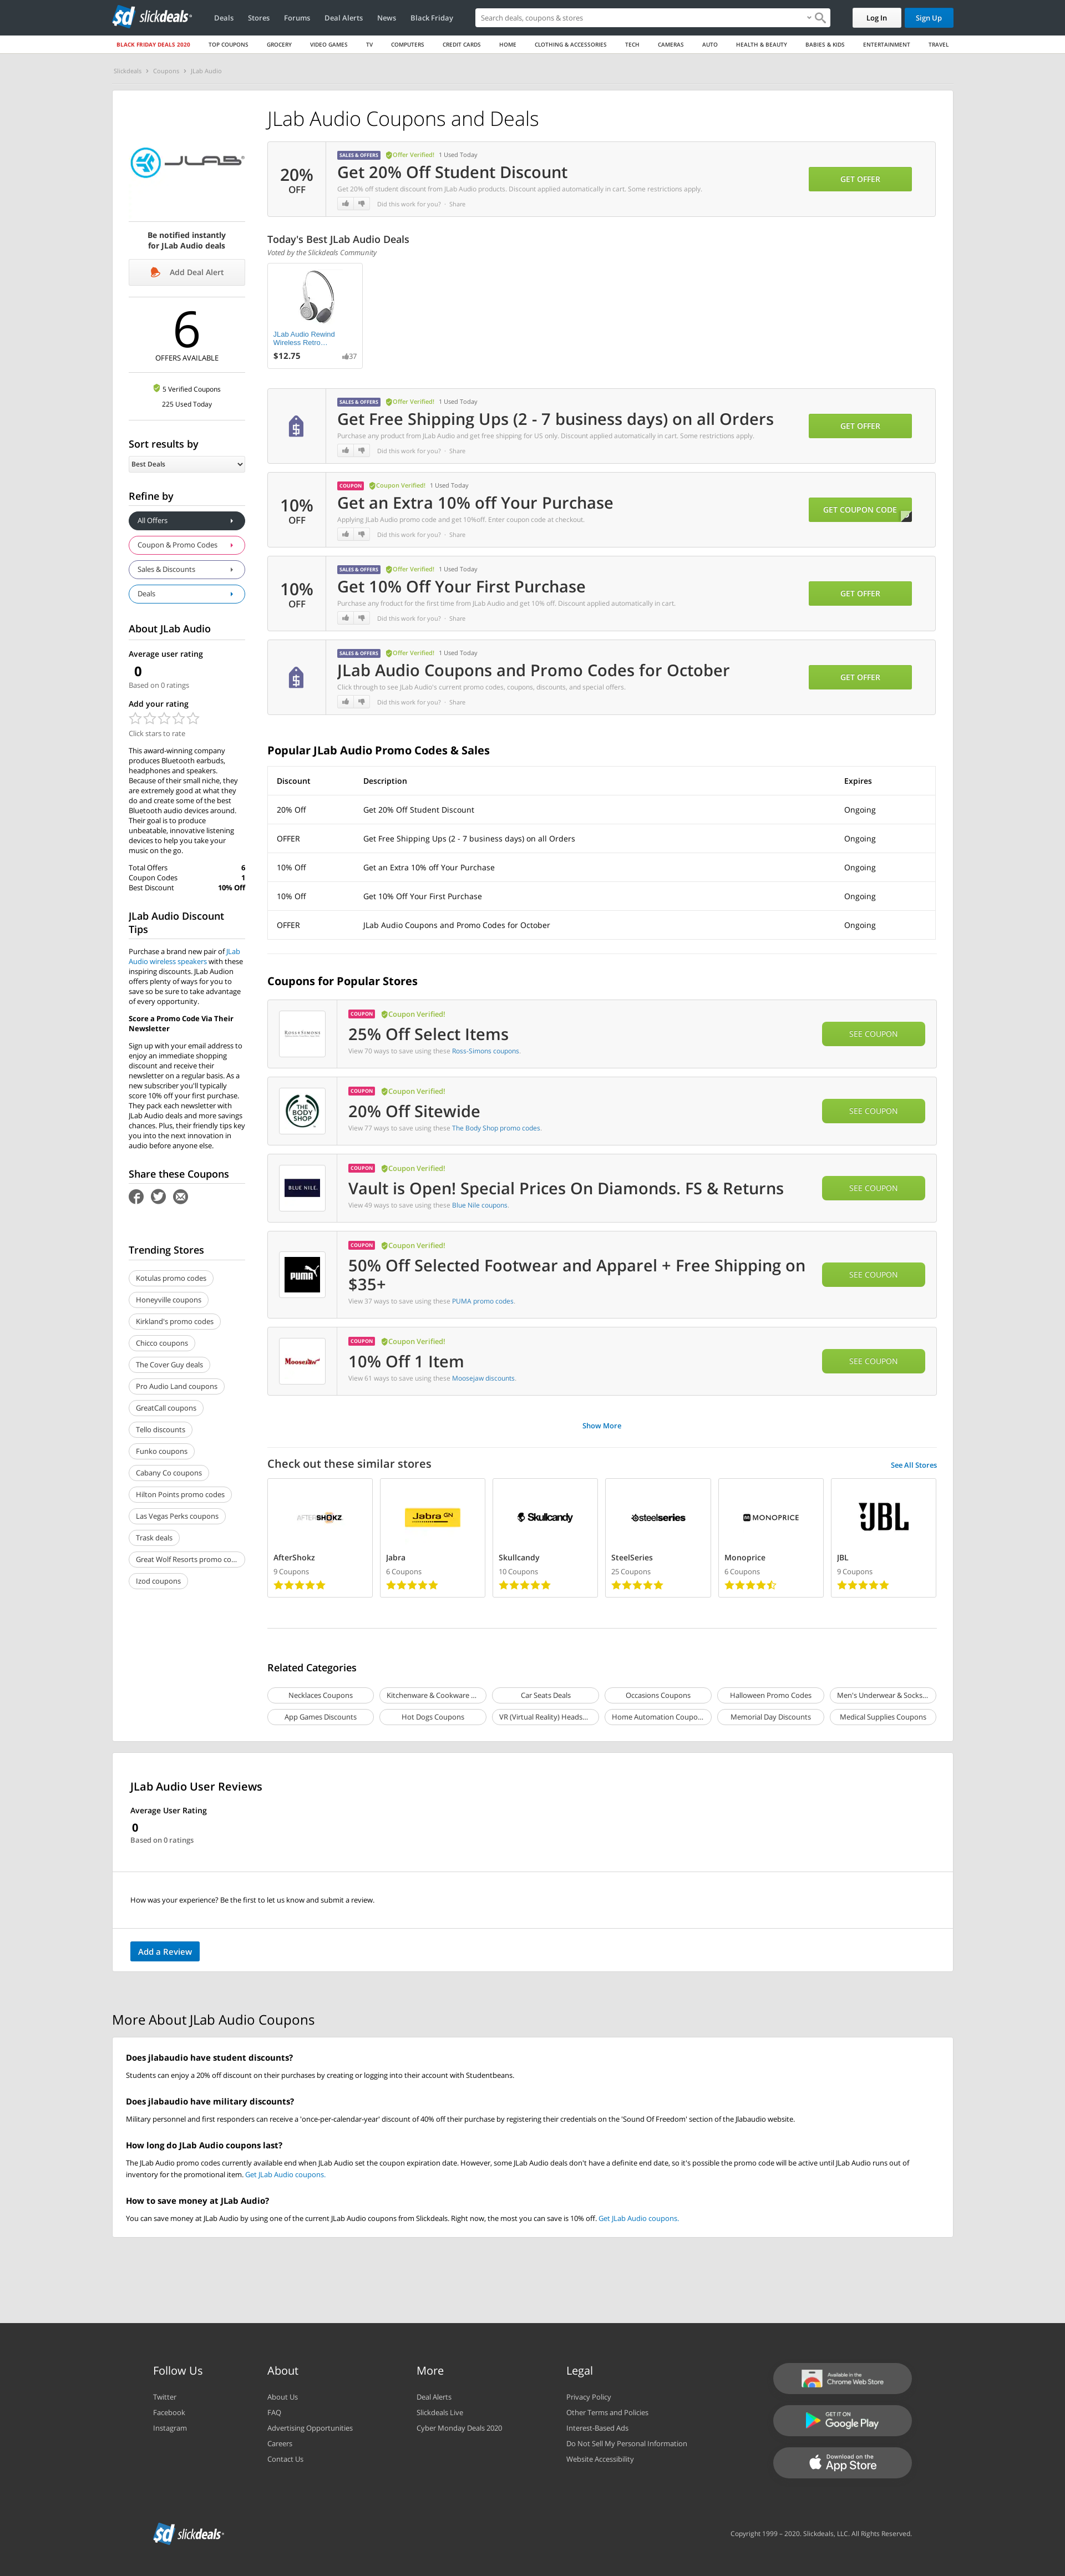 sd slickdeals
Deals
Stores
Forums
Deal Alerts
News
Black Friday
Search deals, coupons & stores
Log In
Sign Up
BLACK FRIDAY DEALS 2020
TOP COUPONS
GROCERY
VIDEO GAMES
TV
COMPUTERS
CREDIT CARDS
HOME
CLOTHING & ACCESSORIES
TECH
CAMERAS
AUTO
HEALTH & BEAUTY
BABIES & KIDS
ENTERTAINMENT
TRAVEL
Slickdeals › Coupons › JLab Audio
JLAB
Be notified instantly
for JLab Audio deals
Add Deal Alert
6
OFFERS AVAILABLE
5 Verified Coupons
225 Used Today
Sort results by
Best Deals
Refine by
All Offers
Coupon & Promo Codes
Sales & Discounts
Deals
About JLab Audio
Average user rating
0
Based on 0 ratings
Add your rating
Click stars to rate
This award-winning company
produces Bluetooth earbuds,
headphones and speakers.
Because of their small niche, they
are extremely good at what they
do and create some of the best
Bluetooth audio devices around.
Their goal is to produce
unbeatable, innovative listening
devices to help you take your
music on the go.
Total Offers 6
Coupon Codes 1
Best Discount 10% Off
JLab Audio Discount
Tips
Purchase a brand new pair of JLab
Audio wireless speakers with these
inspiring discounts. JLab Audion
offers plenty of ways for you to
save so be sure to take advantage
of every opportunity.
Score a Promo Code Via Their
Newsletter
Sign up with your email address to
enjoy an immediate shopping
discount and receive their
newsletter on a regular basis. As a
new subscriber you'll typically
score 10% off your first purchase.
They pack each newsletter with
JLab Audio deals and more savings
chances. Plus, their friendly tips key
you into the next innovation in
audio before anyone else.
Share these Coupons
Trending Stores
Kotulas promo codes
Honeyville coupons
Kirkland's promo codes
Chicco coupons
The Cover Guy deals
Pro Audio Land coupons
GreatCall coupons
Tello discounts
Funko coupons
Cabany Co coupons
Hilton Points promo codes
Las Vegas Perks coupons
Trask deals
Great Wolf Resorts promo co...
Izod coupons
JLab Audio Coupons and Deals
20%
OFF
SALES & OFFERS Offer Verified! 1 Used Today
Get 20% Off Student Discount
Get 20% off student discount from JLab Audio products. Discount applied automatically in cart. Some restrictions apply.
Did this work for you? · Share
GET OFFER
Today's Best JLab Audio Deals
Voted by the Slickdeals Community
JLab Audio Rewind
Wireless Retro...
$12.75 37
SALES & OFFERS Offer Verified! 1 Used Today
Get Free Shipping Ups (2 - 7 business days) on all Orders
Purchase any product from JLab Audio and get free shipping for US only. Discount applied automatically in cart. Some restrictions apply.
Did this work for you? · Share
GET OFFER
10%
OFF
COUPON Coupon Verified! 1 Used Today
Get an Extra 10% off Your Purchase
Applying JLab Audio promo code and get 10%off. Enter coupon code at checkout.
Did this work for you? · Share
GET COUPON CODE
10%
OFF
SALES & OFFERS Offer Verified! 1 Used Today
Get 10% Off Your First Purchase
Purchase any froduct for the first time from JLab Audio and get 10% off. Discount applied automatically in cart.
Did this work for you? · Share
GET OFFER
SALES & OFFERS Offer Verified! 1 Used Today
JLab Audio Coupons and Promo Codes for October
Click through to see JLab Audio's current promo codes, coupons, discounts, and special offers.
Did this work for you? · Share
GET OFFER
Popular JLab Audio Promo Codes & Sales
Discount Description Expires
20% Off Get 20% Off Student Discount Ongoing
OFFER Get Free Shipping Ups (2 - 7 business days) on all Orders Ongoing
10% Off Get an Extra 10% off Your Purchase Ongoing
10% Off Get 10% Off Your First Purchase Ongoing
OFFER JLab Audio Coupons and Promo Codes for October Ongoing
Coupons for Popular Stores
ROSS-SIMONS
COUPON Coupon Verified!
25% Off Select Items
View 70 ways to save using these Ross-Simons coupons.
SEE COUPON
THE BODY SHOP
COUPON Coupon Verified!
20% Off Sitewide
View 77 ways to save using these The Body Shop promo codes.
SEE COUPON
BLUE NILE.
COUPON Coupon Verified!
Vault is Open! Special Prices On Diamonds. FS & Returns
View 49 ways to save using these Blue Nile coupons.
SEE COUPON
PUMA
COUPON Coupon Verified!
50% Off Selected Footwear and Apparel + Free Shipping on
$35+
View 37 ways to save using these PUMA promo codes.
SEE COUPON
Moosejaw
COUPON Coupon Verified!
10% Off 1 Item
View 61 ways to save using these Moosejaw discounts.
SEE COUPON
Show More
Check out these similar stores
See All Stores
AFTERSHOKZ
Jabra GN
Skullcandy
steelseries
MONOPRICE
JBL
AfterShokz
Jabra
Skullcandy
SteelSeries
Monoprice
JBL
9 Coupons
6 Coupons
10 Coupons
25 Coupons
6 Coupons
9 Coupons
Related Categories
Necklaces Coupons
Kitchenware & Cookware ...
Car Seats Deals
Occasions Coupons
Halloween Promo Codes
Men's Underwear & Socks...
App Games Discounts
Hot Dogs Coupons
VR (Virtual Reality) Heads...
Home Automation Coupo...
Memorial Day Discounts
Medical Supplies Coupons
JLab Audio User Reviews
Average User Rating
0
Based on 0 ratings
How was your experience? Be the first to let us know and submit a review.
Add a Review
More About JLab Audio Coupons
Does jlabaudio have student discounts?
Students can enjoy a 20% discount on their purchases by creating or logging into their account with Studentbeans.
Does jlabaudio have military discounts?
Military personnel and first responders can receive a 'once-per-calendar-year' discount of 40% off their purchase by registering their credentials on the 'Sound Of Freedom' section of the Jlabaudio website.
How long do JLab Audio coupons last?
The JLab Audio promo codes currently available end when JLab Audio set the coupon expiration date. However, some JLab Audio deals don't have a definite end date, so it's possible the promo code will be active until JLab Audio runs out of
inventory for the promotional item. Get JLab Audio coupons.
How to save money at JLab Audio?
You can save money at JLab Audio by using one of the current JLab Audio coupons from Slickdeals. Right now, the most you can save is 10% off. Get JLab Audio coupons.
Follow Us
Twitter
Facebook
Instagram
About
About Us
FAQ
Advertising Opportunities
Careers
Contact Us
More
Deal Alerts
Slickdeals Live
Cyber Monday Deals 2020
Legal
Privacy Policy
Other Terms and Policies
Interest-Based Ads
Do Not Sell My Personal Information
Website Accessibility
Available in the
Chrome Web Store
GET IT ON
Google Play
Download on the
App Store
sd slickdeals
Copyright 1999 – 2020. Slickdeals, LLC. All Rights Reserved.